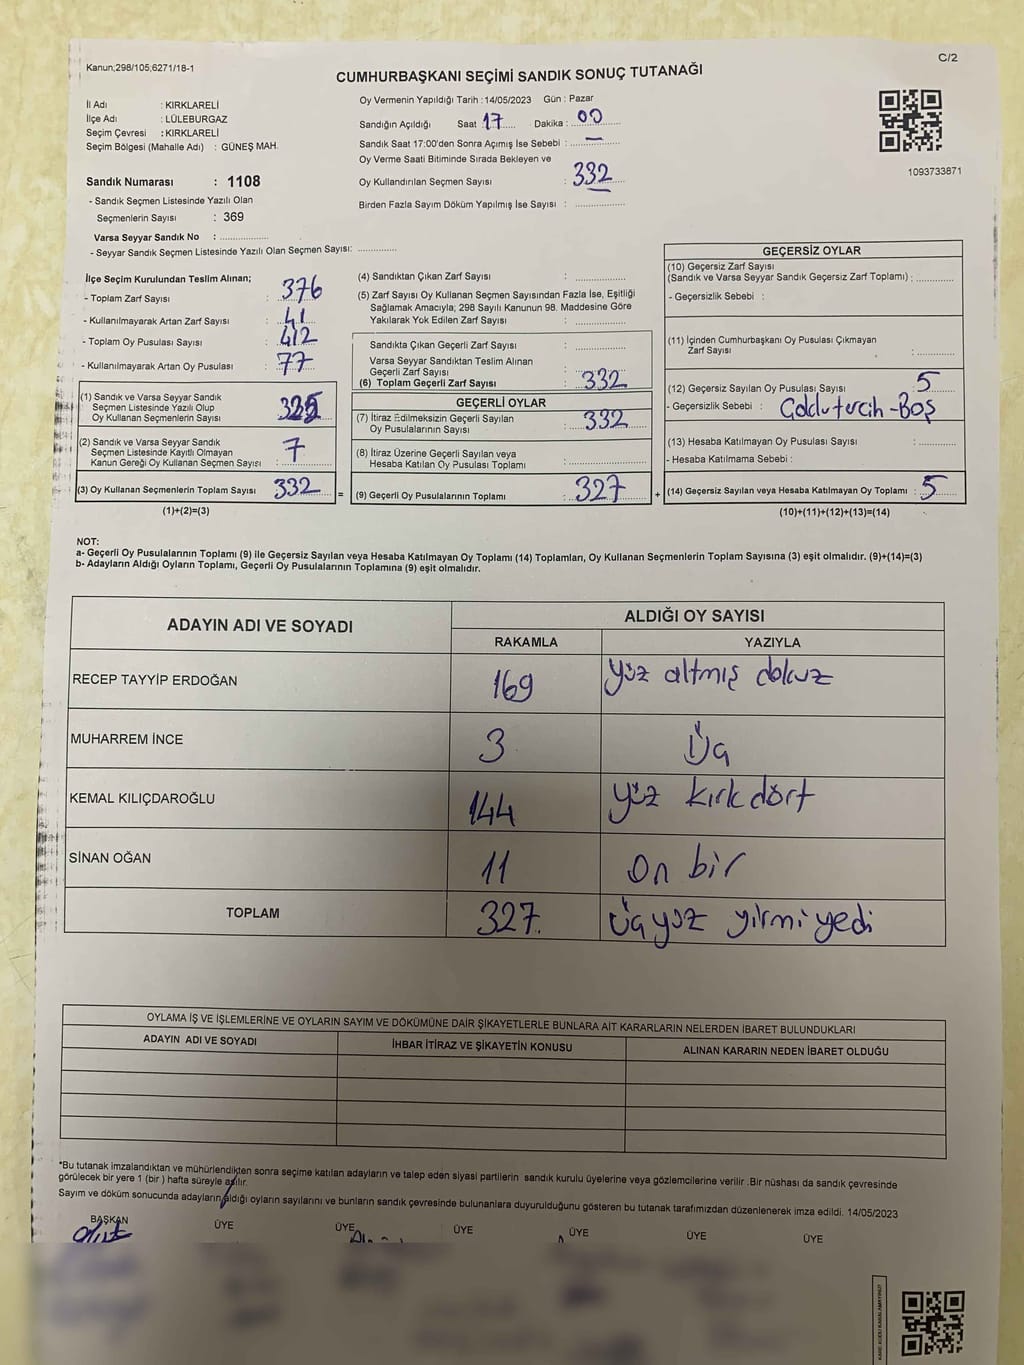 Kanun;298/105;6271/18-1
C/2
CUMHURBAŞKANI SEÇİMİ SANDIK SONUÇ TUTANAĞI
İl Adı : KIRKLARELİ
İlçe Adı : LÜLEBURGAZ
Seçim Çevresi : KIRKLARELİ
Seçim Bölgesi (Mahalle Adı) : GÜNEŞ MAH.
Sandık Numarası : 1108
- Sandık Seçmen Listesinde Yazılı Olan
Seçmenlerin Sayısı : 369
Varsa Seyyar Sandık No :
- Seyyar Sandık Seçmen Listesinde Yazılı Olan Seçmen Sayısı:
Oy Vermenin Yapıldığı Tarih : 14/05/2023 Gün : Pazar
Sandığın Açıldığı Saat 17 Dakika : 00
Sandık Saat 17:00'den Sonra Açımış İse Sebebi : —
Oy Verme Saati Bitiminde Sırada Bekleyen ve
Oy Kullandırılan Seçmen Sayısı : 332
Birden Fazla Sayım Döküm Yapılmış İse Sayısı :
1093733871
İlçe Seçim Kurulundan Teslim Alınan;
- Toplam Zarf Sayısı : 376
- Kullanılmayarak Artan Zarf Sayısı : 41
- Toplam Oy Pusulası Sayısı : 412
- Kullanılmayarak Artan Oy Pusulası : 77
(1) Sandık ve Varsa Seyyar Sandık
Seçmen Listesinde Yazılı Olup
Oy Kullanan Seçmenlerin Sayısı : 325
(2) Sandık ve Varsa Seyyar Sandık
Seçmen Listesinde Kayıtlı Olmayan
Kanun Gereği Oy Kullanan Seçmen Sayısı : 7
(3) Oy Kullanan Seçmenlerin Toplam Sayısı : 332
(1)+(2)=(3)
(4) Sandıktan Çıkan Zarf Sayısı :
(5) Zarf Sayısı Oy Kullanan Seçmen Sayısından Fazla İse, Eşitliği
Sağlamak Amacıyla; 298 Sayılı Kanunun 98. Maddesine Göre
Yakılarak Yok Edilen Zarf Sayısı :
Sandıkta Çıkan Geçerli Zarf Sayısı :
Varsa Seyyar Sandıktan Teslim Alınan
Geçerli Zarf Sayısı :
(6) Toplam Geçerli Zarf Sayısı : 332
GEÇERLİ OYLAR
(7) İtiraz Edilmeksizin Geçerli Sayılan
Oy Pusulalarının Sayısı : 332
(8) İtiraz Üzerine Geçerli Sayılan veya
Hesaba Katılan Oy Pusulası Toplamı :
= (9) Geçerli Oy Pusulalarının Toplamı : 327 +
GEÇERSİZ OYLAR
(10) Geçersiz Zarf Sayısı
(Sandık ve Varsa Seyyar Sandık Geçersiz Zarf Toplamı) :
- Geçersizlik Sebebi :
(11) İçinden Cumhurbaşkanı Oy Pusulası Çıkmayan
Zarf Sayısı :
(12) Geçersiz Sayılan Oy Pusulası Sayısı : 5
- Geçersizlik Sebebi : Boş
(13) Hesaba Katılmayan Oy Pusulası Sayısı :
- Hesaba Katılmama Sebebi :
(14) Geçersiz Sayılan veya Hesaba Katılmayan Oy Toplamı : 5
(10)+(11)+(12)+(13)=(14)
NOT:
a- Geçerli Oy Pusulalarının Toplamı (9) ile Geçersiz Sayılan veya Hesaba Katılmayan Oy Toplamı (14) Toplamları, Oy Kullanan Seçmenlerin Toplam Sayısına (3) eşit olmalıdır. (9)+(14)=(3)
b- Adayların Aldığı Oyların Toplamı, Geçerli Oy Pusulalarının Toplamına (9) eşit olmalıdır.
ADAYIN ADI VE SOYADI ALDIĞI OY SAYISI
RAKAMLA YAZIYLA
RECEP TAYYİP ERDOĞAN 169 yüz altmış dokuz
MUHARREM İNCE 3 Üç
KEMAL KILIÇDAROĞLU 144 yüz kırk dört
SİNAN OĞAN 11 On bir
TOPLAM 327. Üçyüz yirmi yedi
OYLAMA İŞ VE İŞLEMLERİNE VE OYLARIN SAYIM VE DÖKÜMÜNE DAİR ŞİKAYETLERLE BUNLARA AİT KARARLARIN NELERDEN İBARET BULUNDUKLARI
ADAYIN ADI VE SOYADI İHBAR İTİRAZ VE ŞİKAYETİN KONUSU ALINAN KARARIN NEDEN İBARET OLDUĞU
*Bu tutanak imzalandıktan ve mühürlendikten sonra seçime katılan adayların ve talep eden siyasi partilerin sandık kurulu üyelerine veya gözlemcilerine verilir .Bir nüshası da sandık çevresinde
görülecek bir yere 1 (bir ) hafta süreyle asılır.
Sayım ve döküm sonucunda adayların aldığı oyların sayılarını ve bunların sandık çevresinde bulunanlara duyurulduğunu gösteren bu tutanak tarafımızdan düzenlenerek imza edildi. 14/05/2023
BAŞKAN ÜYE ÜYE ÜYE ÜYE ÜYE ÜYE